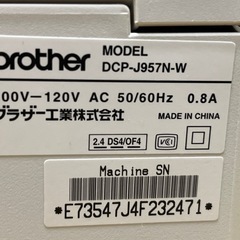 brother
MODEL
DCP-J957N-W
00V-120V AC 50/60Hz 0.8A
ブラザー工業株式会社
MADE IN CHINA
VCI
2.4 DS4/OF4
Machine SN
*E73547J4F232471*